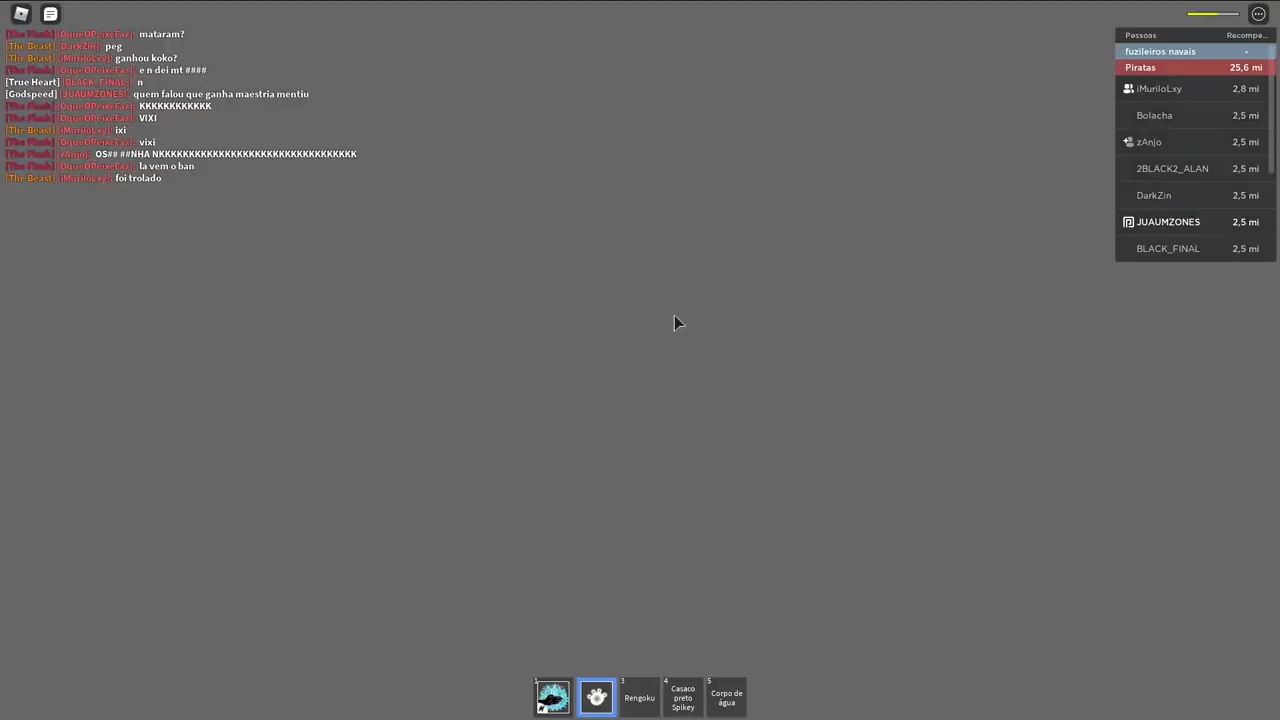 [The Flash] [OqueOPeixeFaz]: mataram?
[The Beast] [DarkZin]: peg
[The Beast] [iMuriloLxy]: ganhou koko?
[The Flash] [OqueOPeixeFaz]: e n dei mt ####
[True Heart] [BLACK_FINAL]: n
[Godspeed] [JUAUMZONES]: quem falou que ganha maestria mentiu
[The Flash] [OqueOPeixeFaz]: KKKKKKKKKKKK
[The Flash] [OqueOPeixeFaz]: VIXI
[The Beast] [iMuriloLxy]: ixi
[The Flash] [OqueOPeixeFaz]: vixi
[The Flash] [zAnjo]: OS## ##NHA NKKKKKKKKKKKKKKKKKKKKKKKKKKKKKKKKK
[The Flash] [OqueOPeixeFaz]: la vem o ban
[The Beast] [iMuriloLxy]: foi trolado
Pessoas Recompe...
fuzileiros navais -
Piratas 25,6 mi
iMuriloLxy 2,8 mi
Bolacha 2,5 mi
zAnjo 2,5 mi
2BLACK2_ALAN 2,5 mi
DarkZin 2,5 mi
JUAUMZONES 2,5 mi
BLACK_FINAL 2,5 mi
1
3 Rengoku
4 Casaco preto Spikey
5 Corpo de água